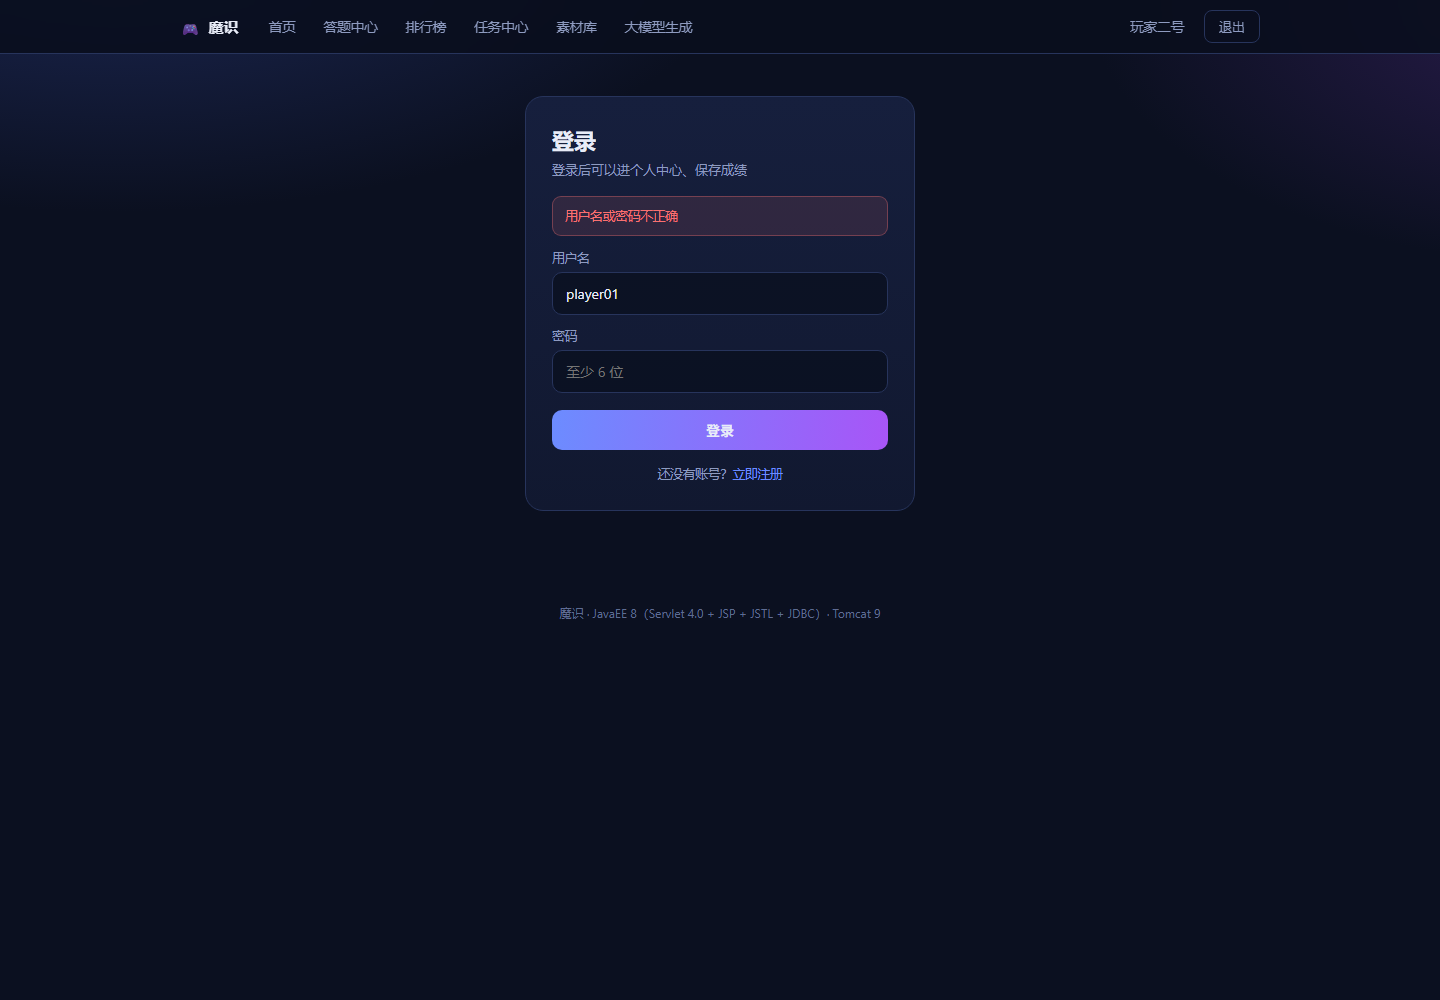 魔识 首页 答题中心 排行榜 任务中心 素材库 大模型生成 玩家二号 退出
登录
登录后可以进个人中心、保存成绩
用户名或密码不正确
用户名
player01
密码
至少 6 位
登录
还没有账号？立即注册
魔识 · JavaEE 8（Servlet 4.0 + JSP + JSTL + JDBC）· Tomcat 9